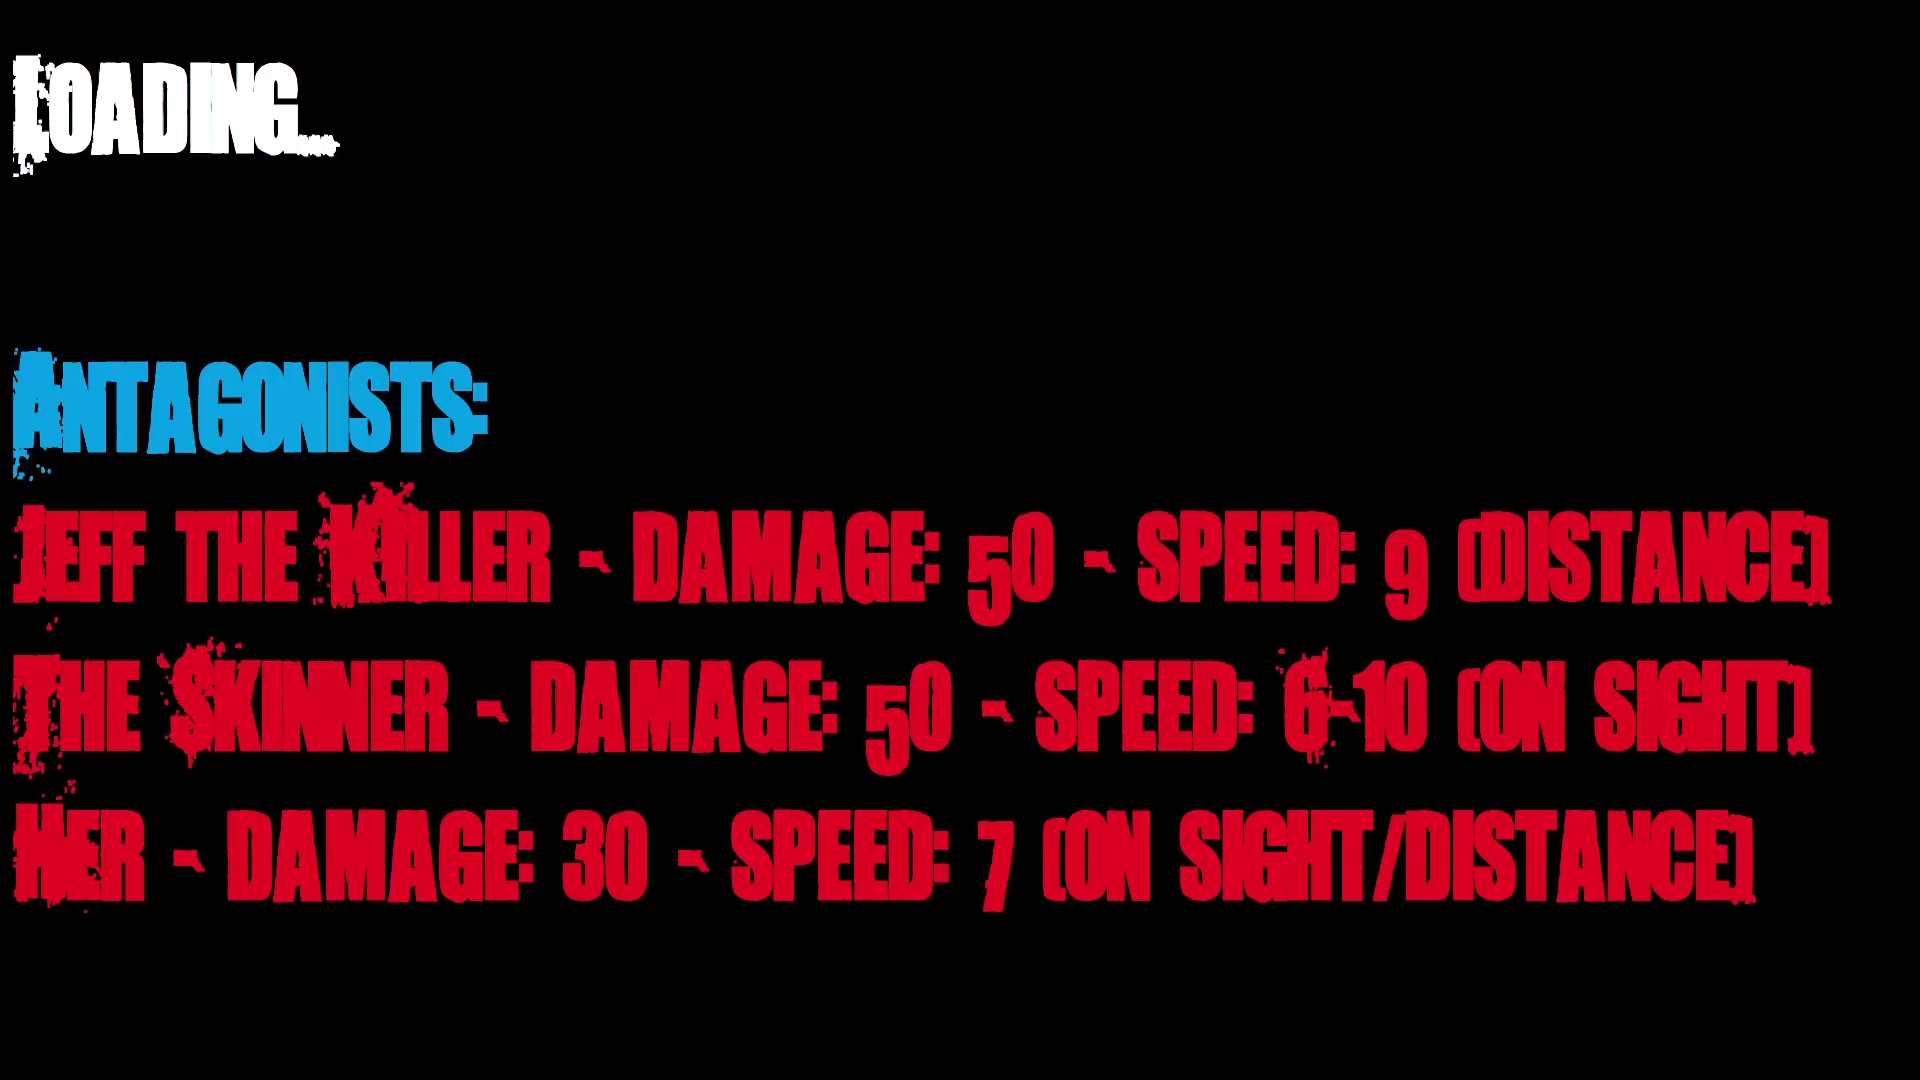 Loading...
Antagonists:
Jeff the Killer - damage: 50 - speed: 9 (distance)
The Skinner - damage: 50 - speed: 6-10 (on sight)
Her - damage: 30 - speed: 7 (on sight/distance)